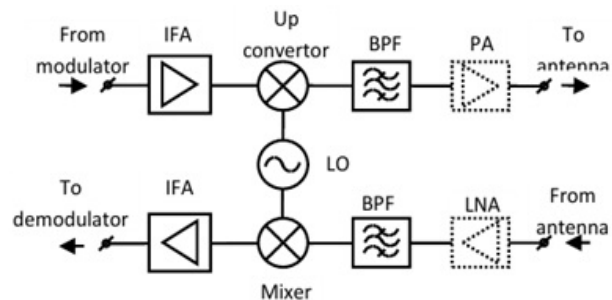 From
modulator
IFA
Up
convertor
BPF
PA
To
antenna
LO
To
demodulator
IFA
Mixer
BPF
LNA
From
antenna